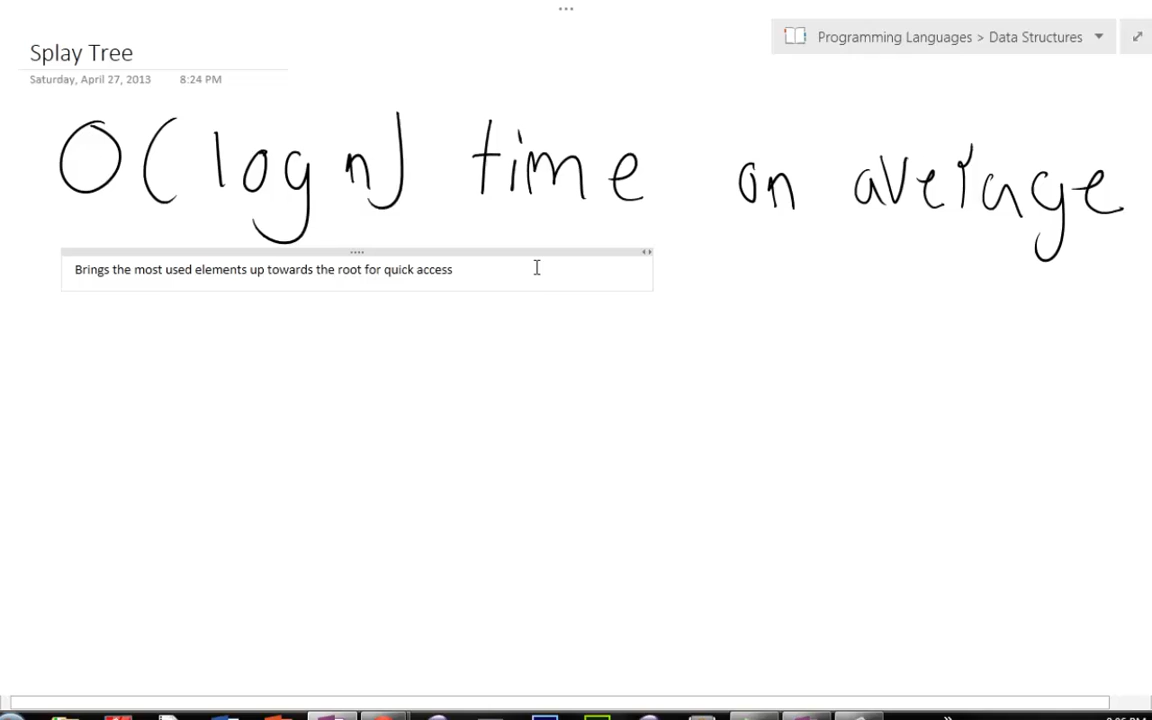 Programming Languages > Data Structures
Splay Tree
Saturday, April 27, 2013 8:24 PM
O(log n) time on average
Brings the most used elements up towards the root for quick access